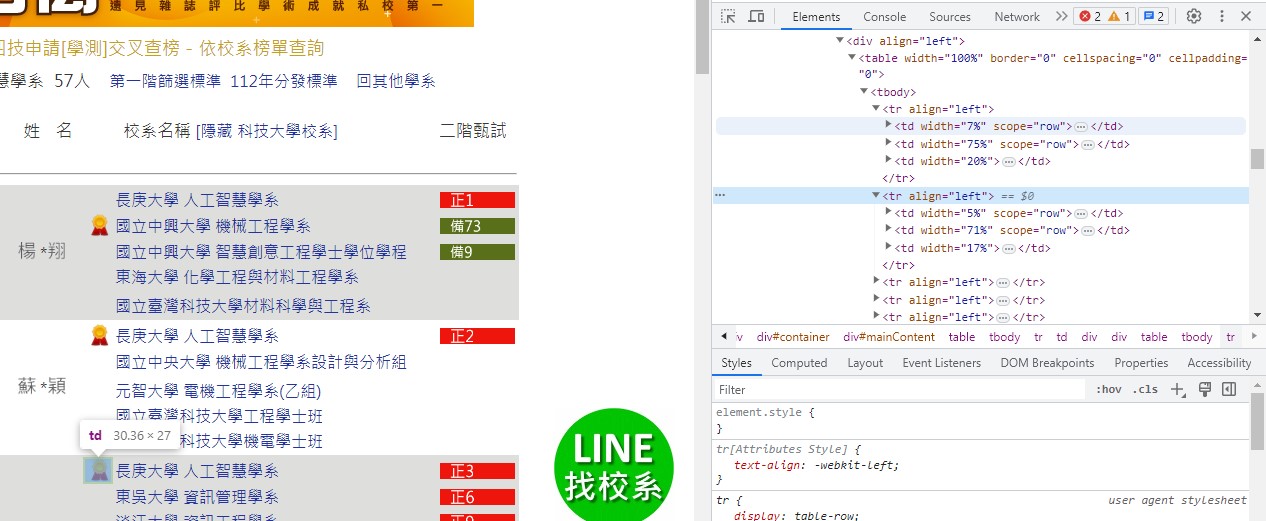 遠見雜誌評比學術成就私校第一
四技申請[學測]交叉查榜 - 依校系榜單查詢
慧學系 57人 第一階篩選標準 112年分發標準 回其他學系
姓 名 校系名稱 [隱藏 科技大學校系] 二階甄試
長庚大學 人工智慧學系 正1
國立中興大學 機械工程學系 備73
楊 *翔
國立中興大學 智慧創意工程學士學位學程 備9
東海大學 化學工程與材料工程學系
國立臺灣科技大學材料科學與工程系
長庚大學 人工智慧學系 正2
國立中央大學 機械工程學系設計與分析組
蘇 *穎
元智大學 電機工程學系(乙組)
國立臺灣科技大學工程學士班
科技大學機電學士班
td 30.36 × 27
長庚大學 人工智慧學系 正3
東吳大學 資訊管理學系 正6
淡江大學 資訊工程學系 正9
LINE
找校系
Elements Console Sources Network 2 1 2
<div align="left">
<table width="100%" border="0" cellspacing="0" cellpadding=
"0">
<tbody>
<tr align="left">
<td width="7%" scope="row">…</td>
<td width="75%" scope="row">…</td>
<td width="20%">…</td>
</tr>
… <tr align="left"> == $0
<td width="5%" scope="row">…</td>
<td width="71%" scope="row">…</td>
<td width="17%">…</td>
</tr>
<tr align="left">…</tr>
<tr align="left">…</tr>
<tr align="left">…</tr>
iv div#container div#mainContent table tbody tr td div div table tbody tr
Styles Computed Layout Event Listeners DOM Breakpoints Properties Accessibility
Filter :hov .cls
element.style {
}
tr[Attributes Style] {
text-align: -webkit-left;
}
tr { user agent stylesheet
display: table-row;